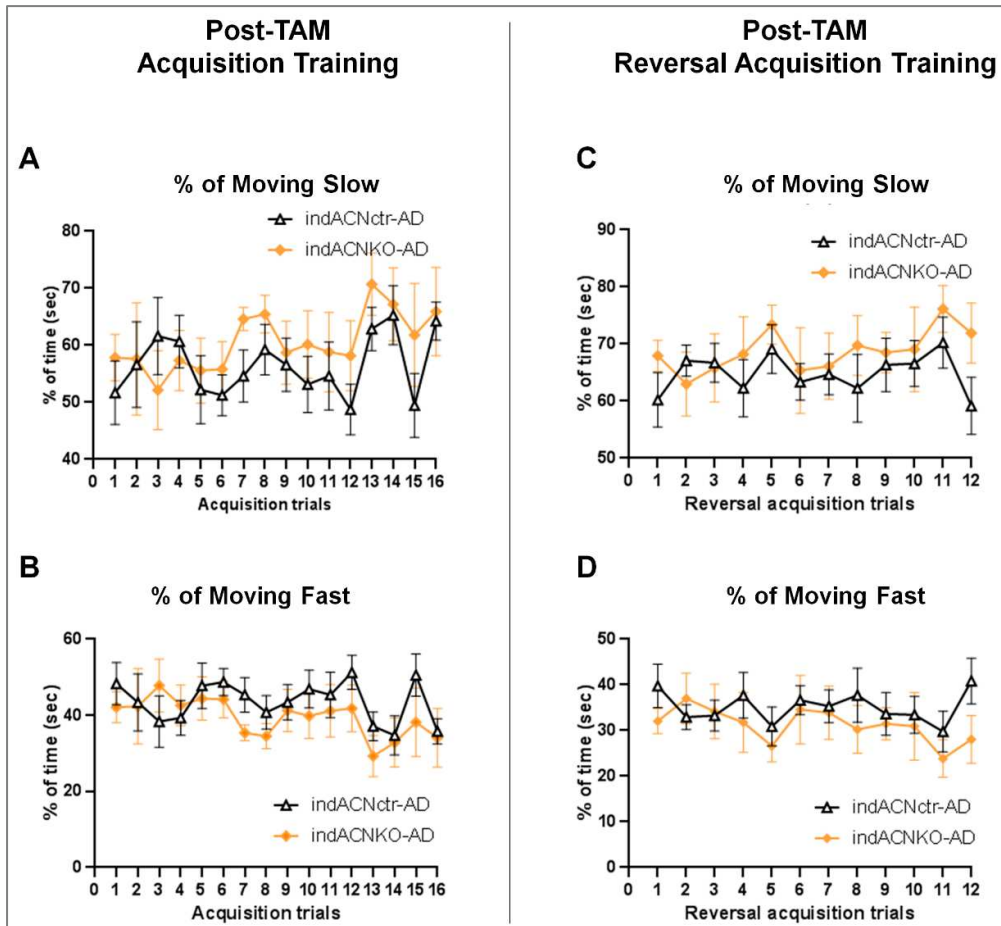 Post-TAM
Acquisition Training
Post-TAM
Reversal Acquisition Training
A
% of Moving Slow
indACNctr-AD
indACNKO-AD
80
70
60
50
40
% of time (sec)
0 1 2 3 4 5 6 7 8 9 10 11 12 13 14 15 16
Acquisition trials
B
% of Moving Fast
60
40
20
0
% of time (sec)
indACNctr-AD
indACNKO-AD
0 1 2 3 4 5 6 7 8 9 10 11 12 13 14 15 16
Acquisition trials
C
% of Moving Slow
indACNctr-AD
indACNKO-AD
90
80
70
60
50
% of time (sec)
0 1 2 3 4 5 6 7 8 9 10 11 12
Reversal acquisition trials
D
% of Moving Fast
50
40
30
20
10
0
% of time (sec)
indACNctr-AD
indACNKO-AD
0 1 2 3 4 5 6 7 8 9 10 11 12
Reversal acquisition trials